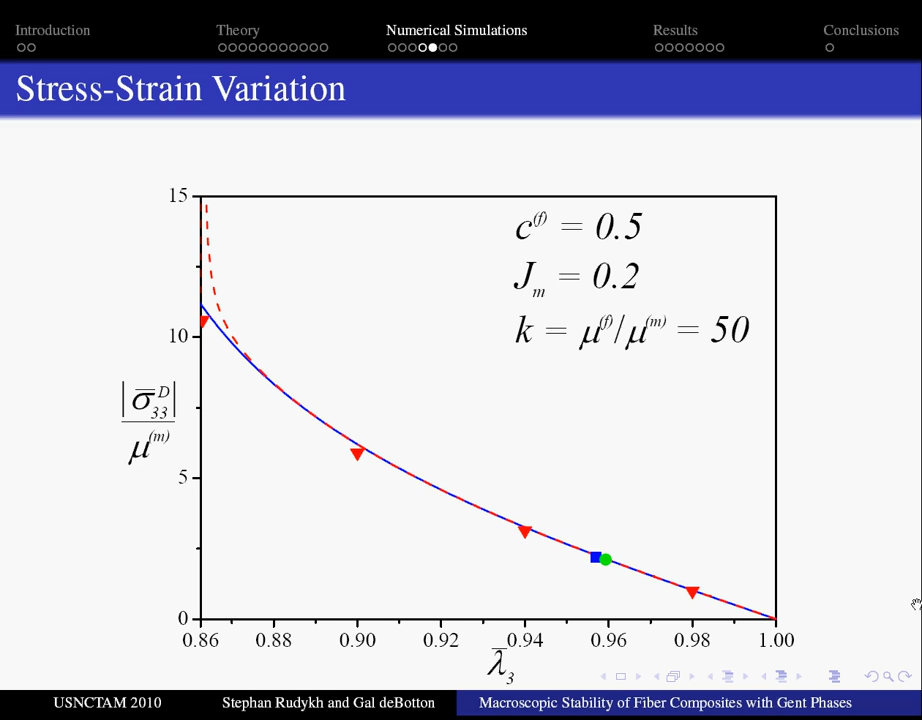 Introduction Theory Numerical Simulations Results Conclusions
Stress-Strain Variation
15
c^(f) = 0.5
J_m = 0.2
k = μ^(f)/μ^(m) = 50
10
|σ̅_33^D|
μ^(m)
5
0
0.86 0.88 0.90 0.92 0.94 0.96 0.98 1.00
λ̅_3
USNCTAM 2010 Stephan Rudykh and Gal deBotton Macroscopic Stability of Fiber Composites with Gent Phases